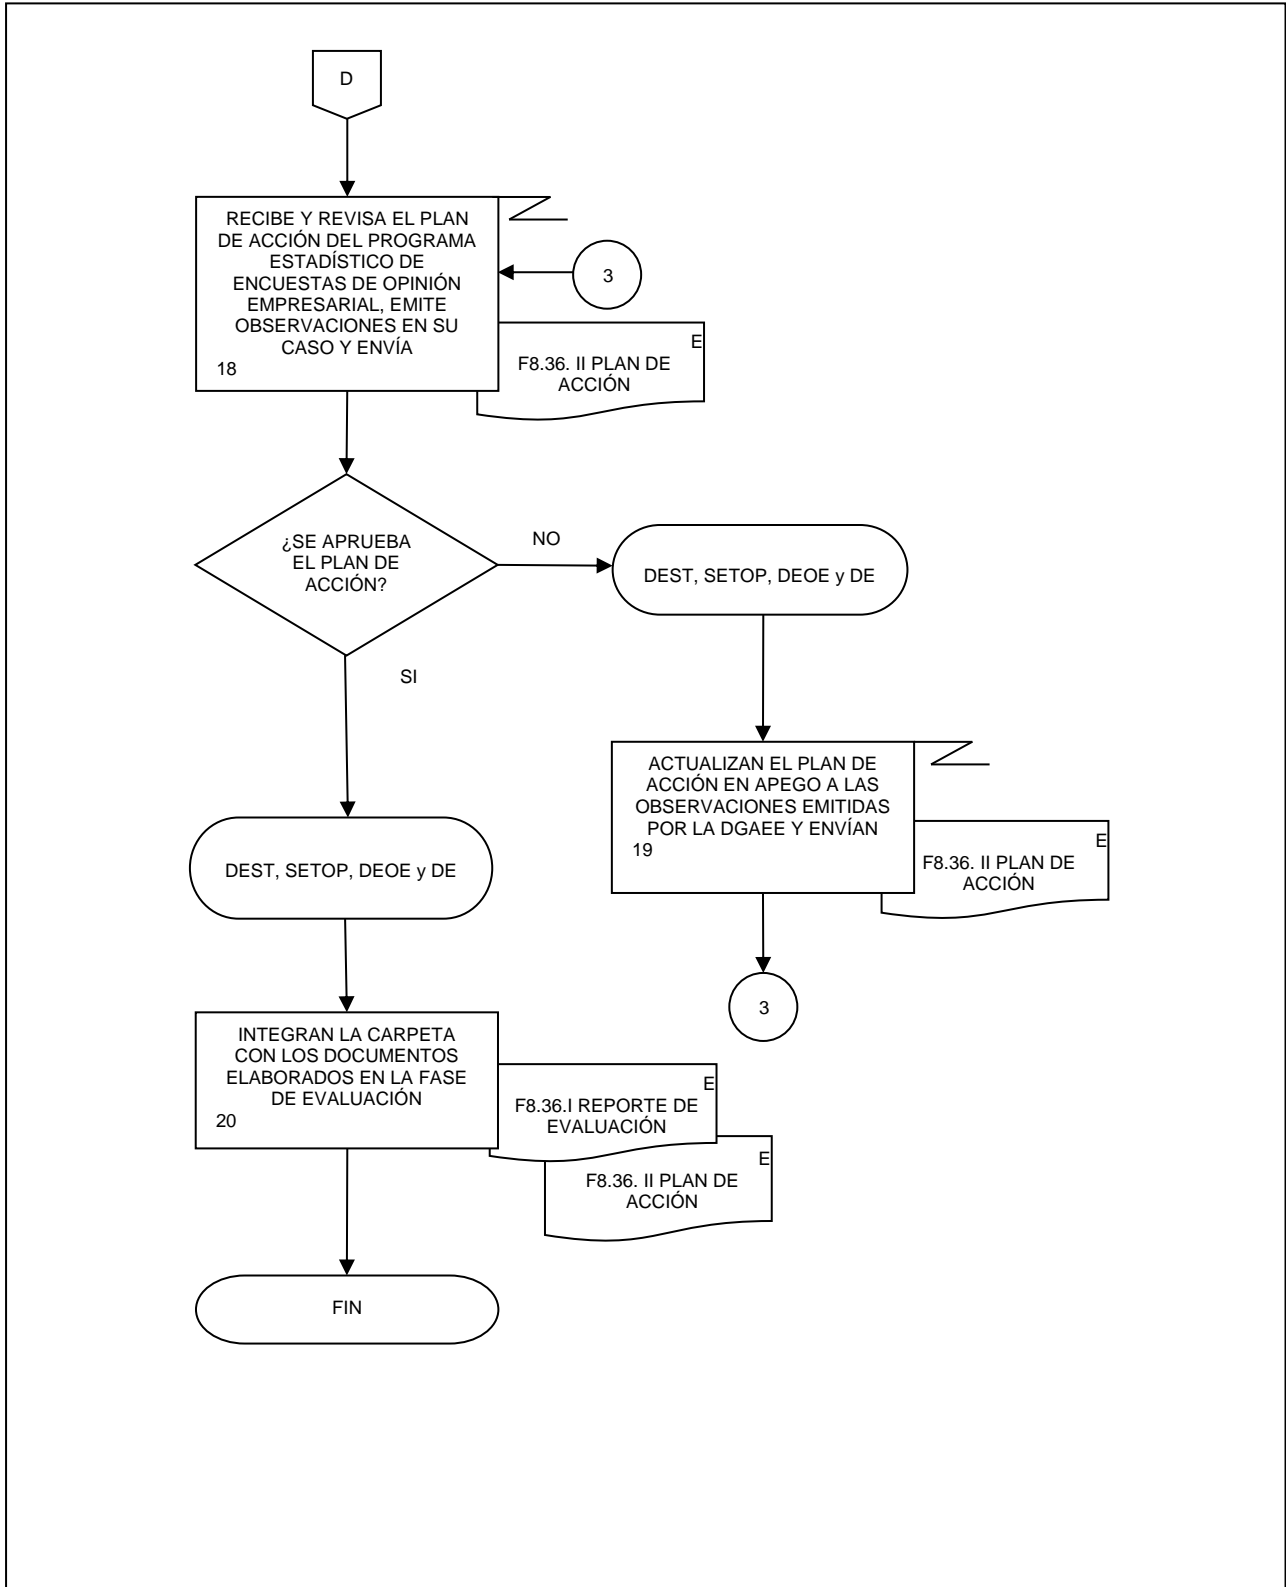 D
RECIBE Y REVISA EL PLAN
DE ACCIÓN DEL PROGRAMA
ESTADÍSTICO DE
ENCUESTAS DE OPINIÓN
EMPRESARIAL, EMITE
OBSERVACIONES EN SU
CASO Y ENVÍA
18
3
E
F8.36. II PLAN DE
ACCIÓN
¿SE APRUEBA
EL PLAN DE
ACCIÓN?
NO
DEST, SETOP, DEOE y DE
SI
ACTUALIZAN EL PLAN DE
ACCIÓN EN APEGO A LAS
OBSERVACIONES EMITIDAS
POR LA DGAEE Y ENVÍAN
19
E
F8.36. II PLAN DE
ACCIÓN
3
DEST, SETOP, DEOE y DE
INTEGRAN LA CARPETA
CON LOS DOCUMENTOS
ELABORADOS EN LA FASE
DE EVALUACIÓN
20
E
F8.36.I REPORTE DE
EVALUACIÓN
E
F8.36. II PLAN DE
ACCIÓN
FIN